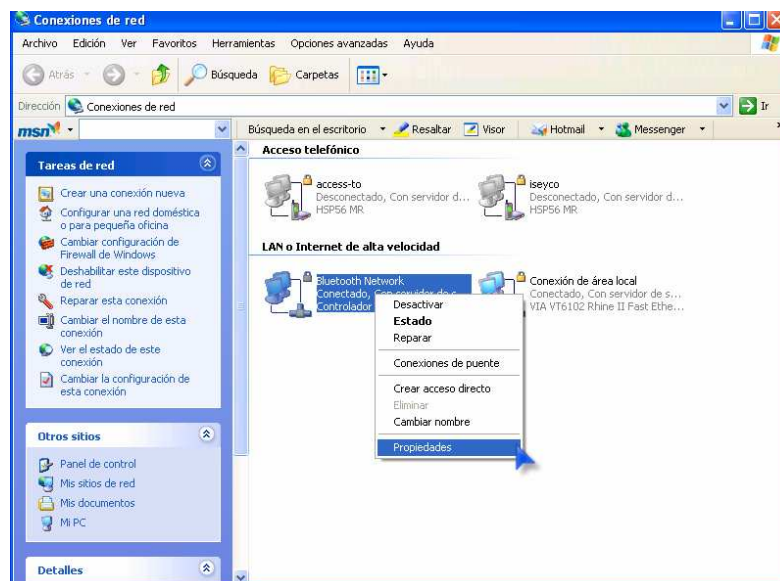 Conexiones de red
Archivo Edición Ver Favoritos Herramientas Opciones avanzadas Ayuda
Atrás Búsqueda Carpetas
Dirección Conexiones de red Ir
msn Búsqueda en el escritorio Resaltar Visor Hotmail Messenger
Tareas de red
Crear una conexión nueva
Configurar una red doméstica
o para pequeña oficina
Cambiar configuración de
Firewall de Windows
Deshabilitar este dispositivo
de red
Reparar esta conexión
Cambiar el nombre de esta
conexión
Ver el estado de este
conexión
Cambiar la configuración de
esta conexión
Otros sitios
Panel de control
Mis sitios de red
Mis documentos
Mi PC
Detalles
Acceso telefónico
access-to
Desconectado, Con servidor d...
HSP56 MR
iseyco
Desconectado, Con servidor d...
HSP56 MR
LAN o Internet de alta velocidad
Bluetooth Network
Conectado, Con servidor de s...
Controlador
Conexión de área local
Conectado, Con servidor de s...
VIA VT6102 Rhine II Fast Ethe...
Desactivar
Estado
Reparar
Conexiones de puente
Crear acceso directo
Eliminar
Cambiar nombre
Propiedades